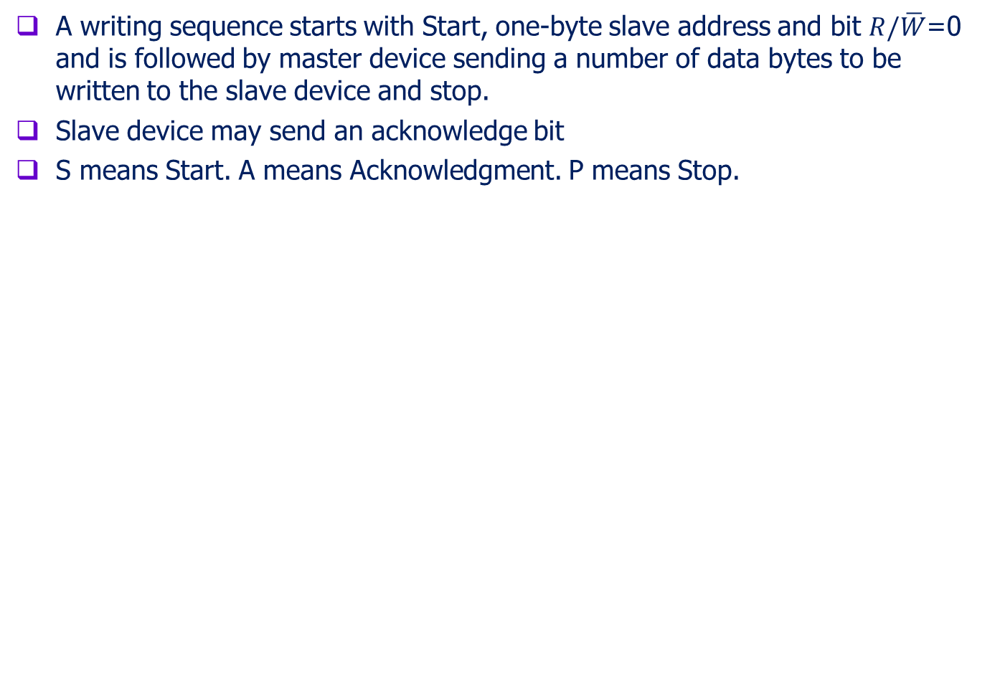 ❑ A writing sequence starts with Start, one-byte slave address and bit R/W̅=0
and is followed by master device sending a number of data bytes to be
written to the slave device and stop.
❑ Slave device may send an acknowledge bit
❑ S means Start. A means Acknowledgment. P means Stop.